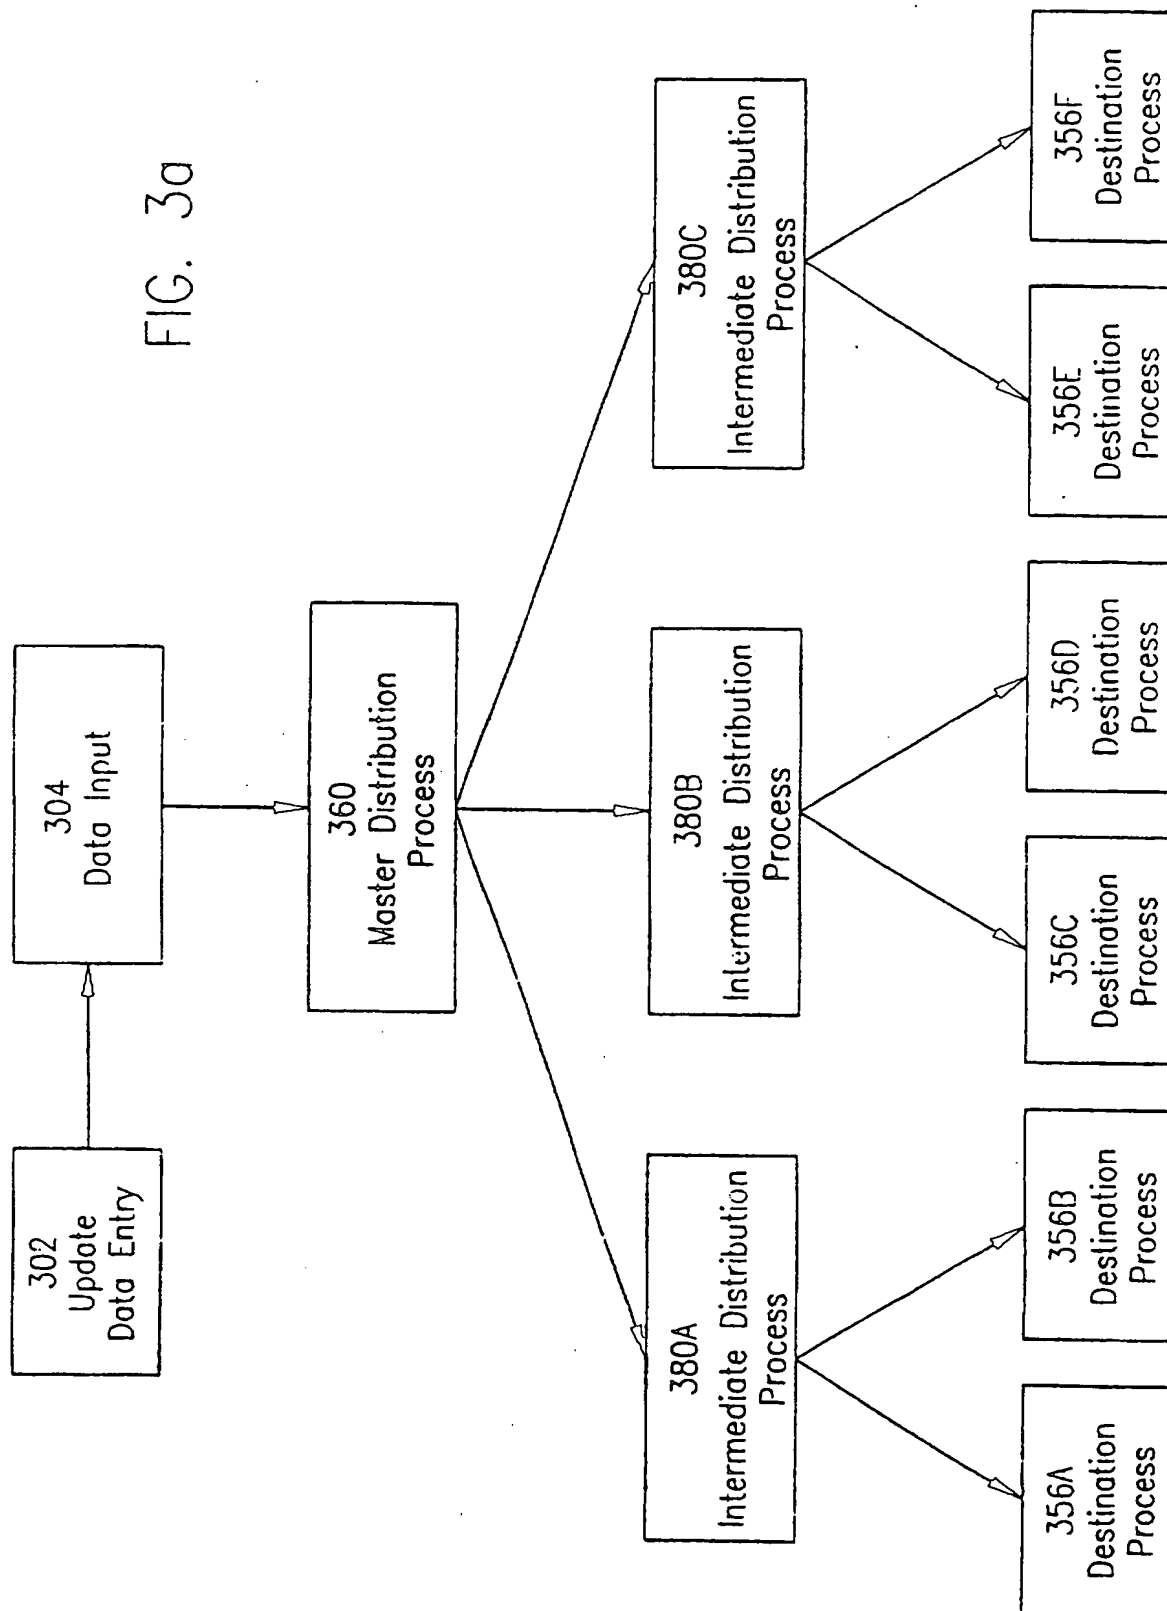 FIG. 3a
302
Update
Data Entry
304
Data Input
360
Master Distribution
Process
380A
Intermediate Distribution
Process
380B
Intermediate Distribution
Process
380C
Intermediate Distribution
Process
356A
Destination
Process
356B
Destination
Process
356C
Destination
Process
356D
Destination
Process
356E
Destination
Process
356F
Destination
Process